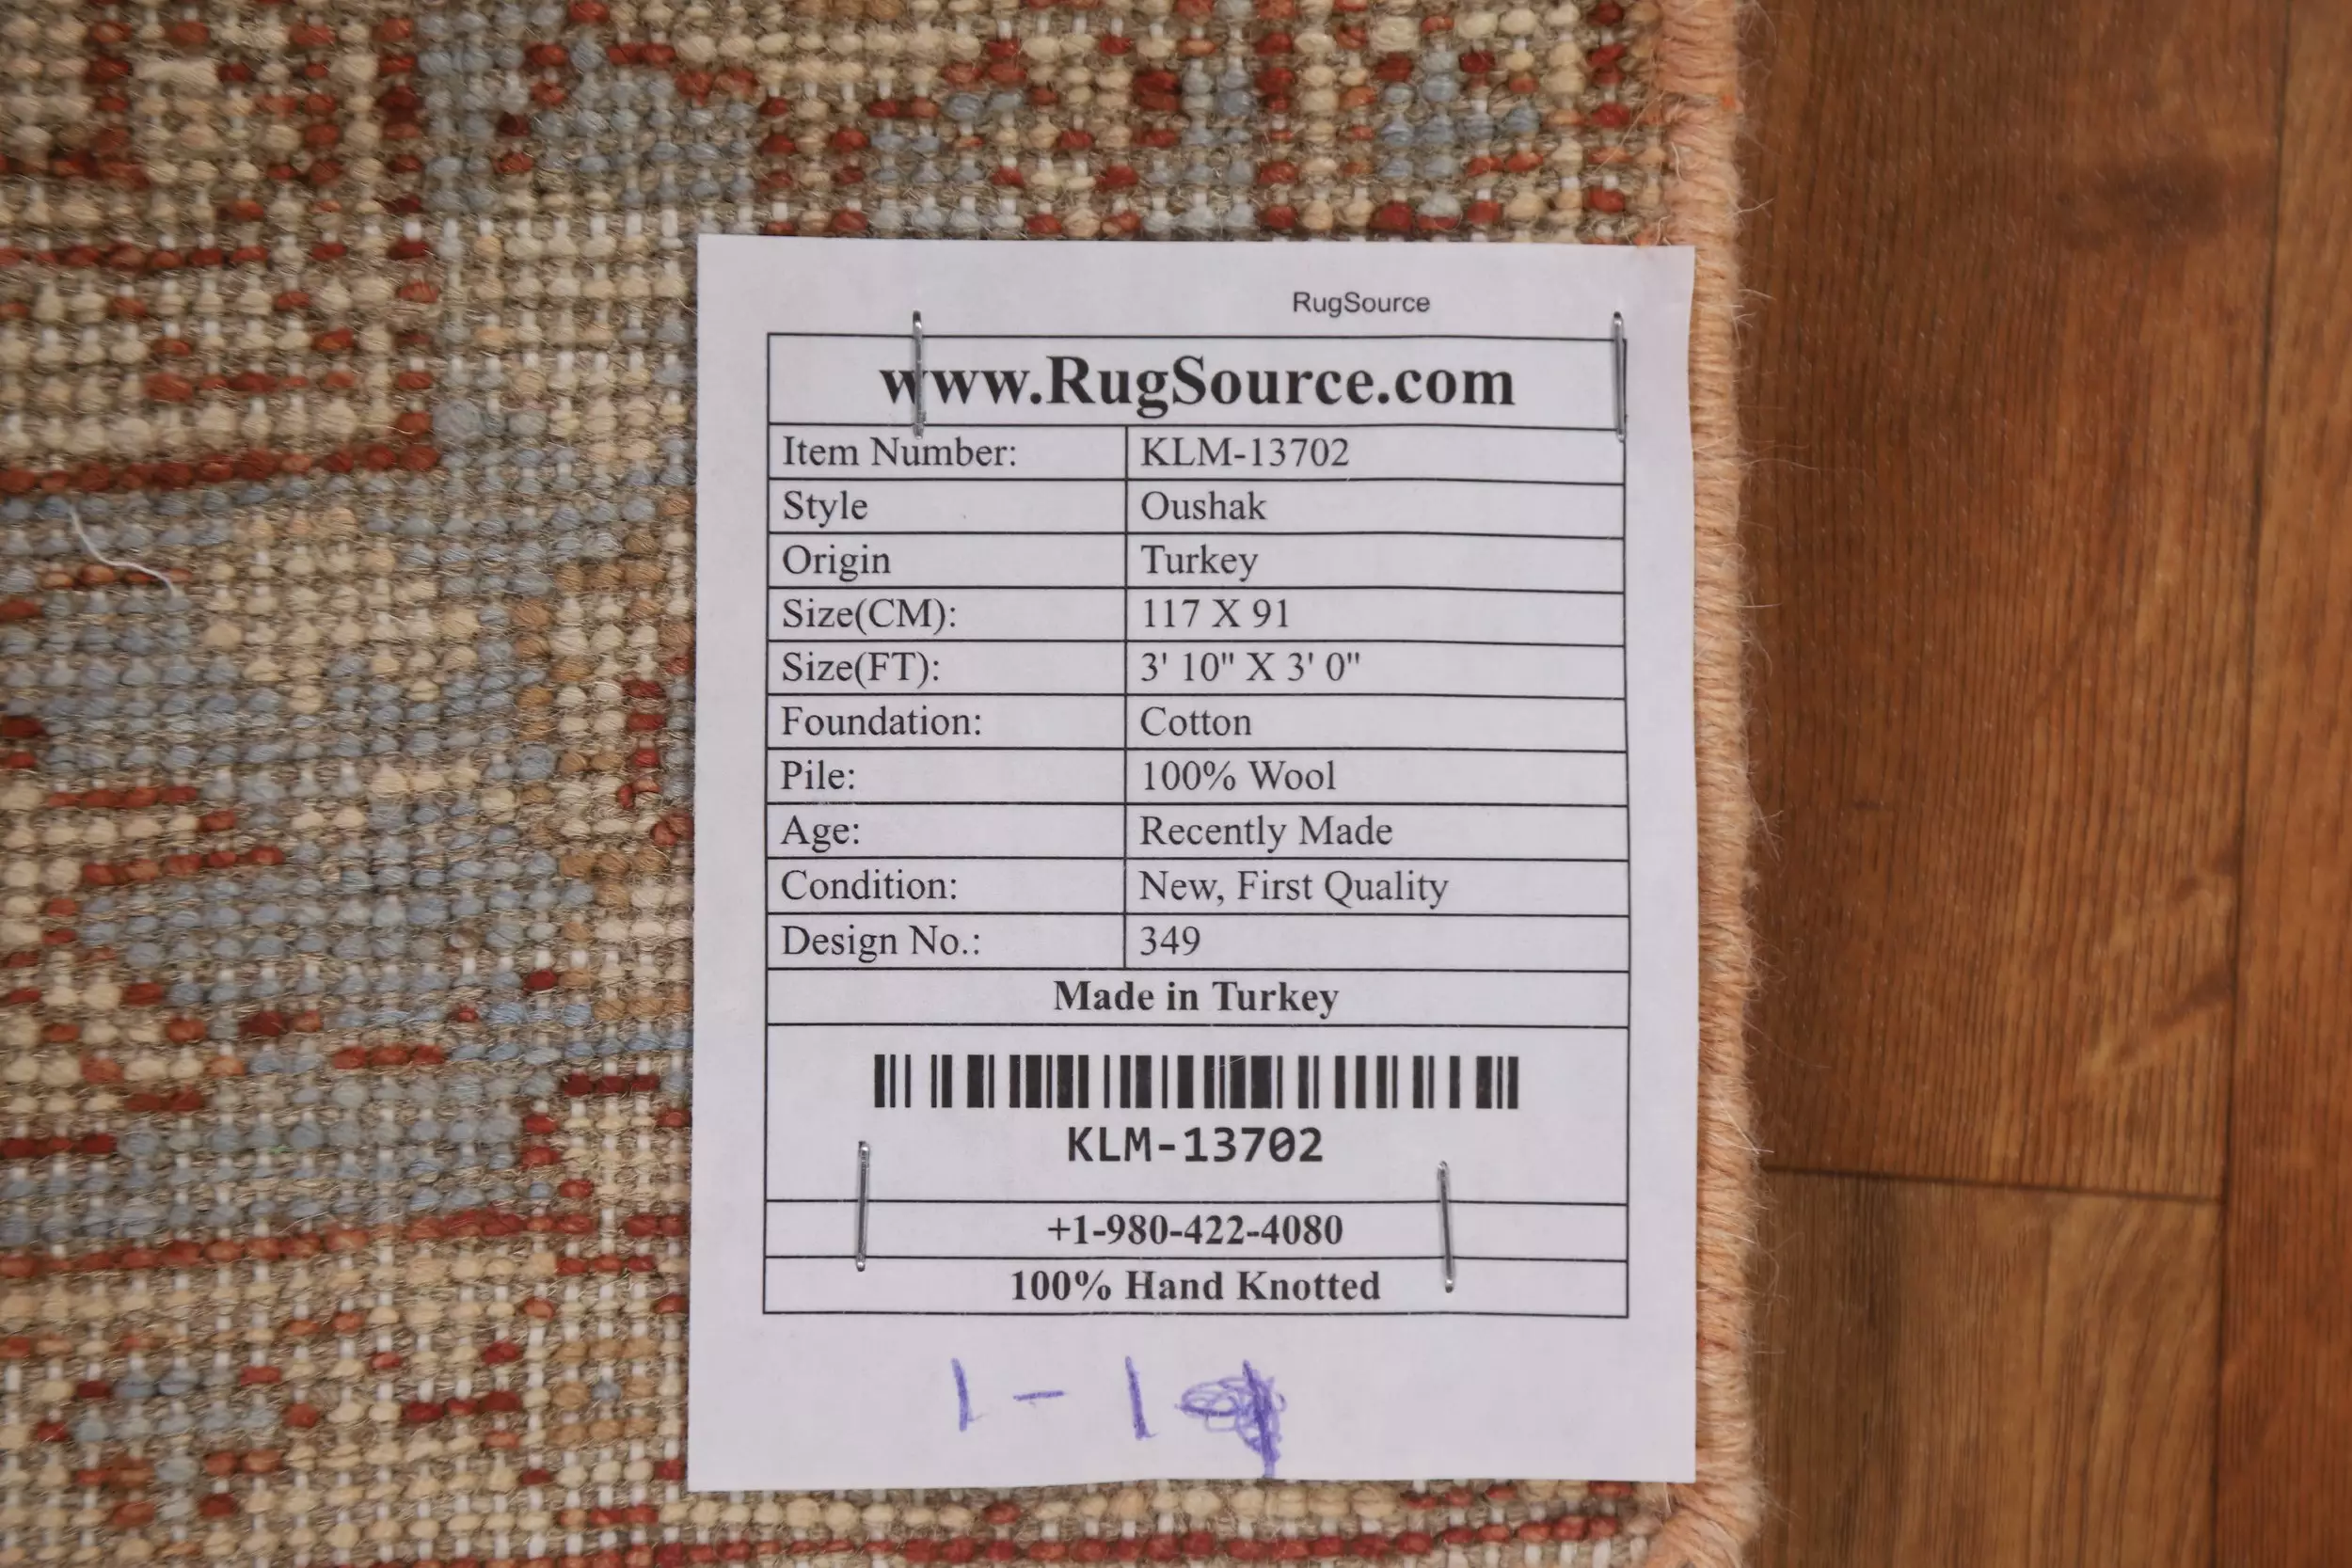 RugSource
www.RugSource.com
Item Number: KLM-13702
Style Oushak
Origin Turkey
Size(CM): 117 X 91
Size(FT): 3' 10" X 3' 0"
Foundation: Cotton
Pile: 100% Wool
Age: Recently Made
Condition: New, First Quality
Design No.: 349
Made in Turkey
KLM-13702
+1-980-422-4080
100% Hand Knotted
1-1